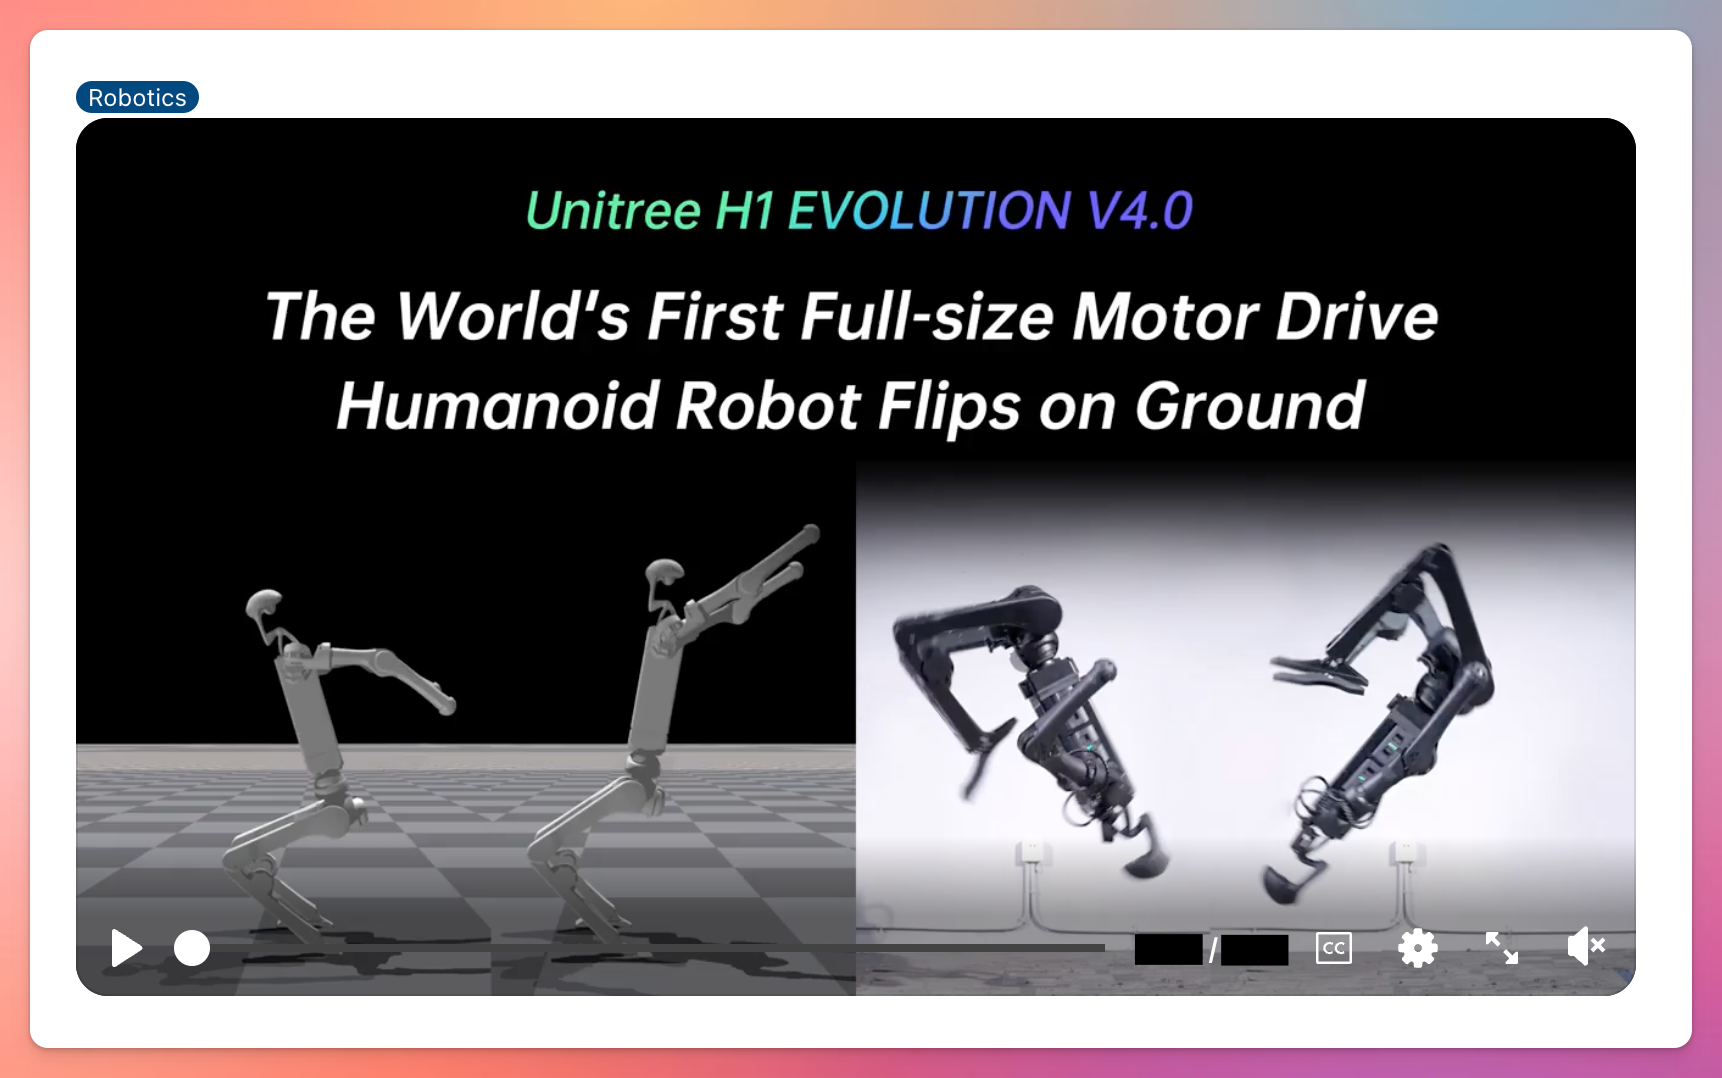 Robotics
Unitree H1 EVOLUTION V4.0
The World's First Full-size Motor Drive
Humanoid Robot Flips on Ground
/
CC